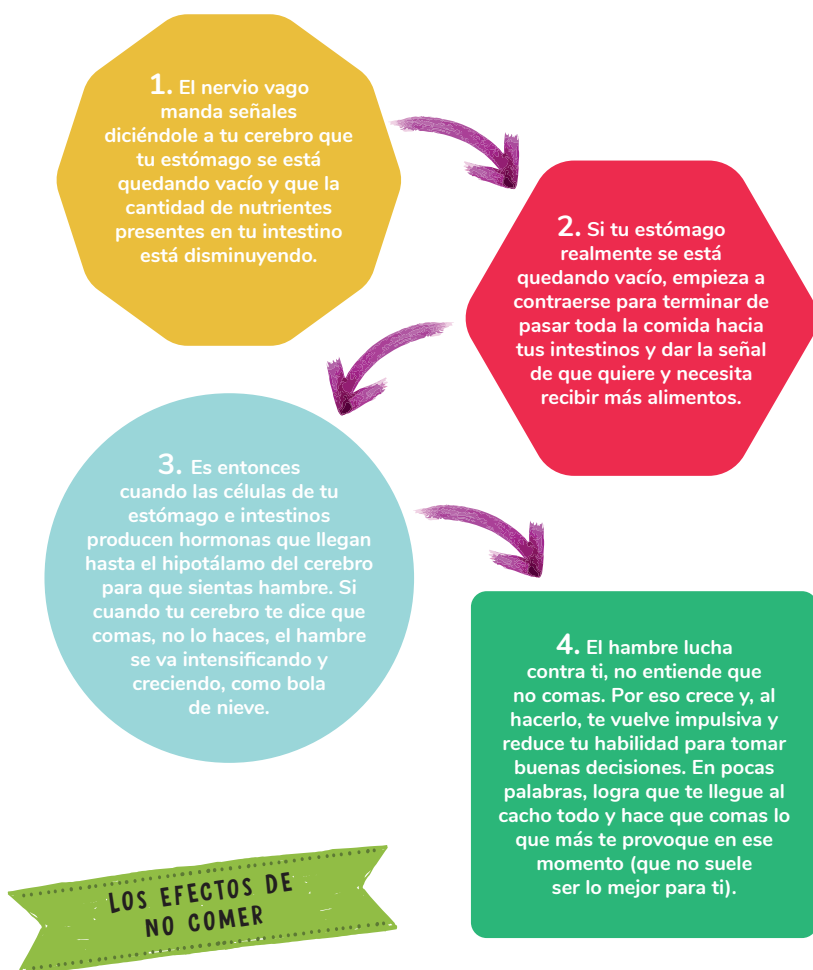 1. El nervio vago
manda señales
diciéndole a tu cerebro que
tu estómago se está
quedando vacío y que la
cantidad de nutrientes
presentes en tu intestino
está disminuyendo.
2. Si tu estómago
realmente se está
quedando vacío, empieza a
contraerse para terminar de
pasar toda la comida hacia
tus intestinos y dar la señal
de que quiere y necesita
recibir más alimentos.
3. Es entonces
cuando las células de tu
estómago e intestinos
producen hormonas que llegan
hasta el hipotálamo del cerebro
para que sientas hambre. Si
cuando tu cerebro te dice que
comas, no lo haces, el hambre
se va intensificando y
creciendo, como bola
de nieve.
4. El hambre lucha
contra ti, no entiende que
no comas. Por eso crece y, al
hacerlo, te vuelve impulsiva y
reduce tu habilidad para tomar
buenas decisiones. En pocas
palabras, logra que te llegue al
cacho todo y hace que comas lo
que más te provoque en ese
momento (que no suele
ser lo mejor para ti).
LOS EFECTOS DE
NO COMER